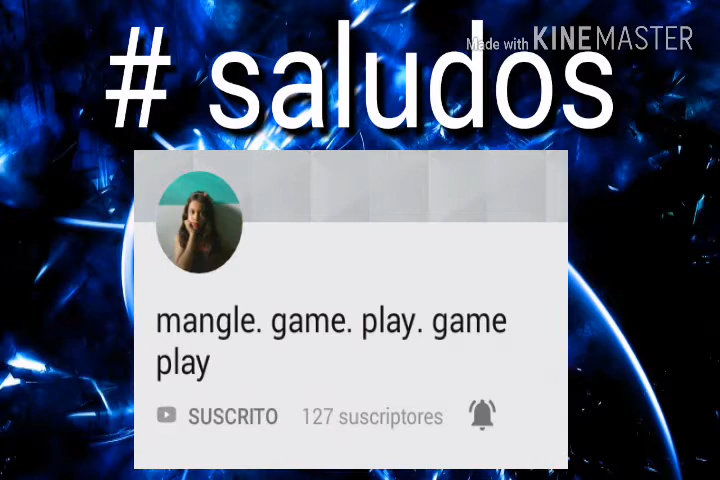 Made with KINEMASTER
# saludos
mangle. game. play. game
play
SUSCRITO 127 suscriptores